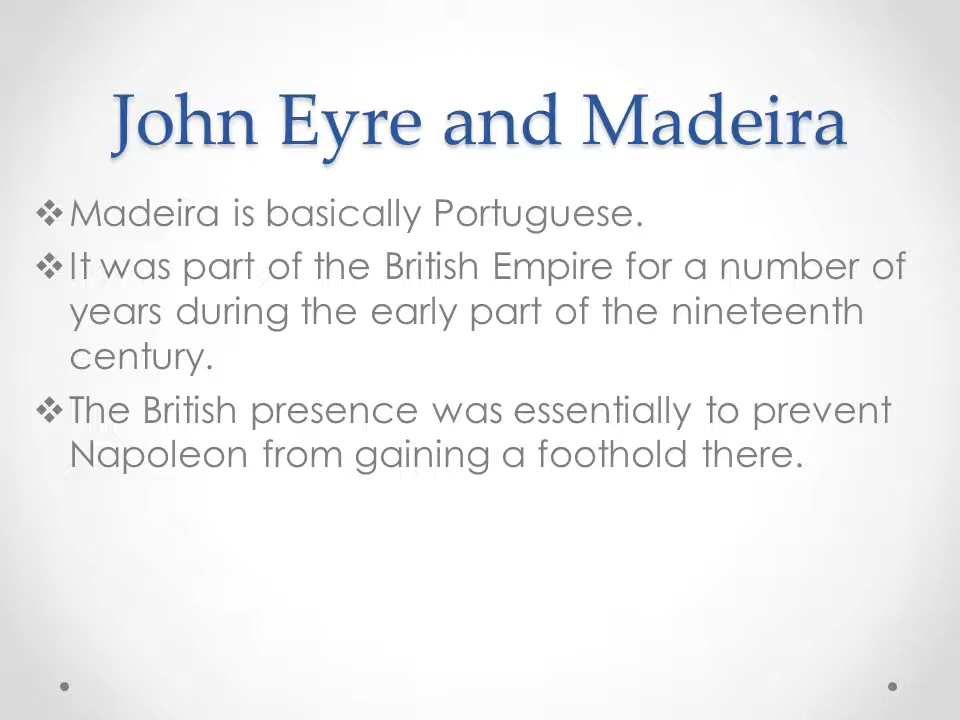 John Eyre and Madeira
❖Madeira is basically Portuguese.
❖It was part of the British Empire for a number of
years during the early part of the nineteenth
century.
❖The British presence was essentially to prevent
Napoleon from gaining a foothold there.